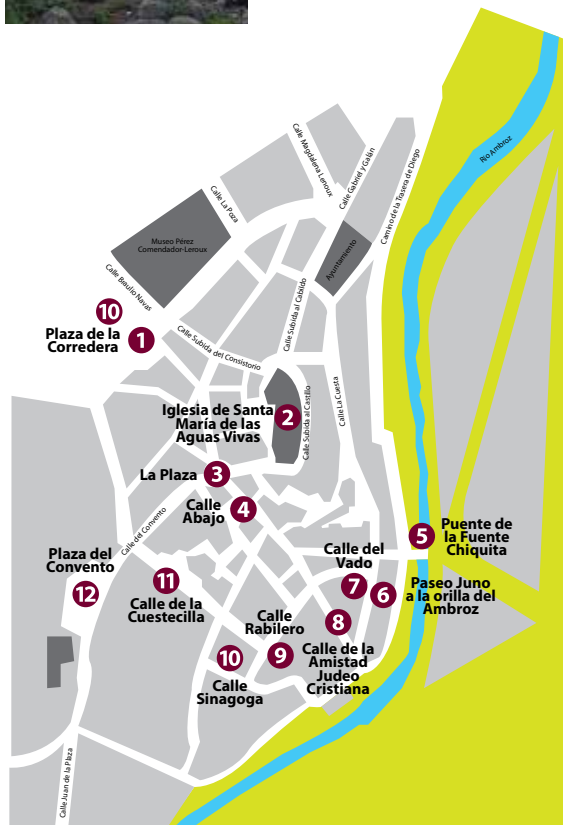 Río Ambroz
Calle Magdalena Leroux
Calle Gabriel y Galán
Camino de la Trasera de Diego
Calle La Poza
Museo Pérez
Comendador-Leroux
Ayuntamiento
Calle Braulio Navas
10
Plaza de la
Corredera
1
Calle Subida al Cabildo
Calle Subida del Consistorio
Iglesia de Santa
María de las
Aguas Vivas
2
Calle Subida al Castillo
Calle La Cuesta
La Plaza
3
Calle
Abajo
4
Calle del Convento
5
Puente de
la Fuente
Chiquita
Plaza del
Convento
12
11
Calle de la
Cuestecilla
Calle del
Vado
7
6
Paseo Juno
a la orilla del
Ambroz
Calle
Rabilero
9
8
Calle de la
Amistad
Judeo
Cristiana
10
Calle
Sinagoga
Calle Juan de la Plaza